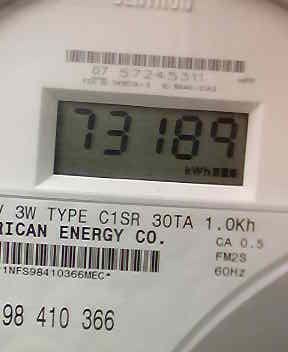 07 57245311
73189
kWh
V 3W TYPE C1SR 30TA 1.0Kh
RICAN ENERGY CO.
CA 0.5
FM2S
1NFS98410366MEC*
60Hz
98 410 366